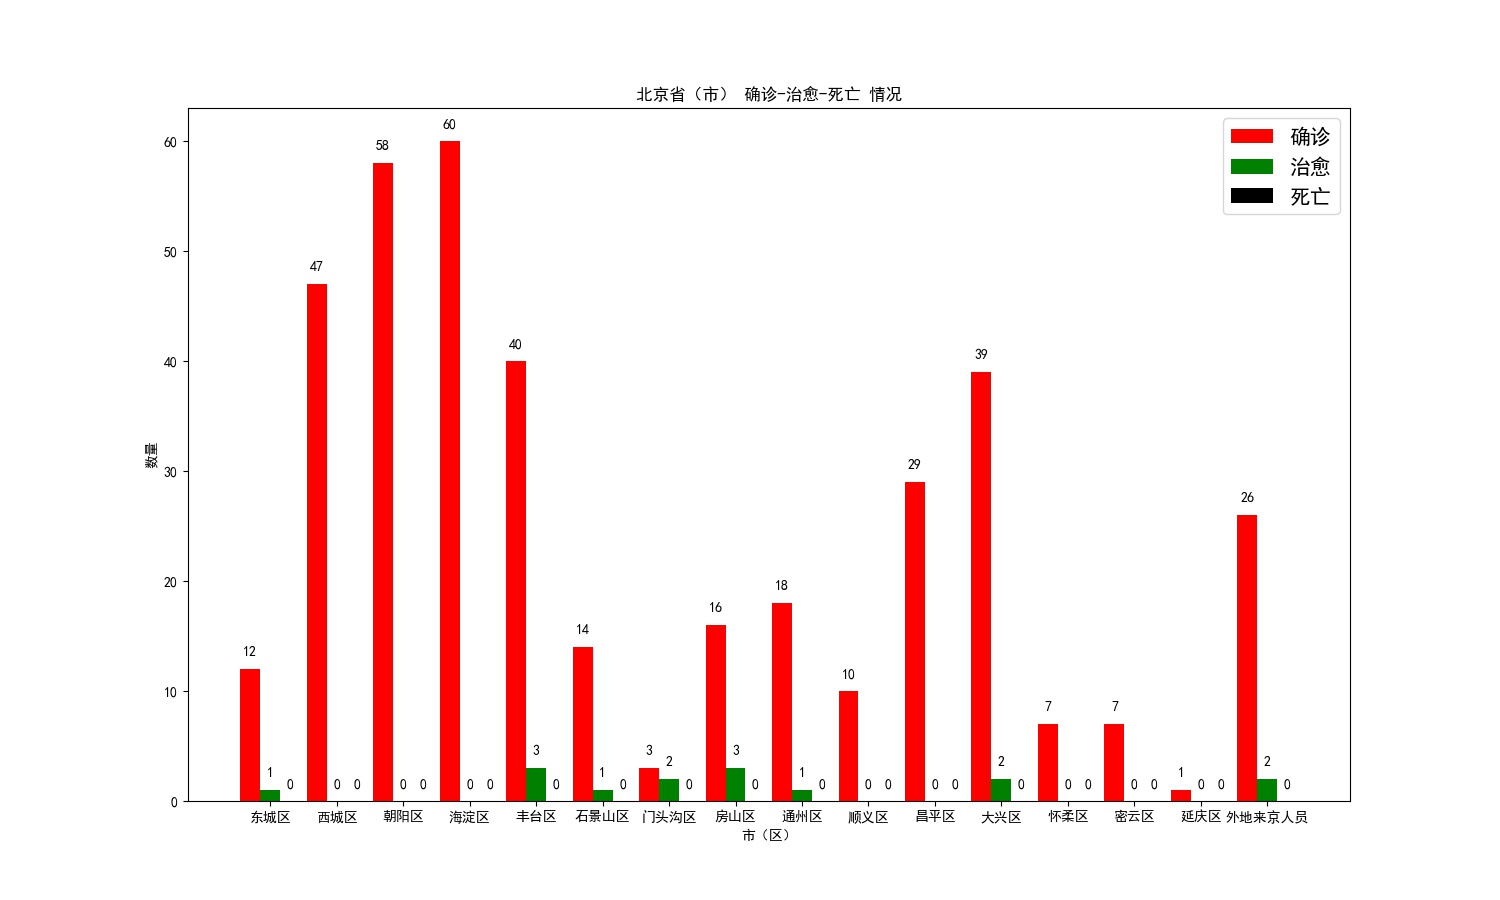 北京省（市） 确诊-治愈-死亡 情况
确诊
治愈
死亡
数量
60
50
40
30
20
10
0
12 1 0
47 0 0
58 0 0
60 0 0
40 3 0
14 1 0
3 2 0
16 3 0
18 1 0
10 0 0
29 0 0
39 2 0
7 0 0
7 0 0
1 0 0
26 2 0
东城区 西城区 朝阳区 海淀区 丰台区 石景山区 门头沟区 房山区 通州区 顺义区 昌平区 大兴区 怀柔区 密云区 延庆区 外地来京人员
市（区）